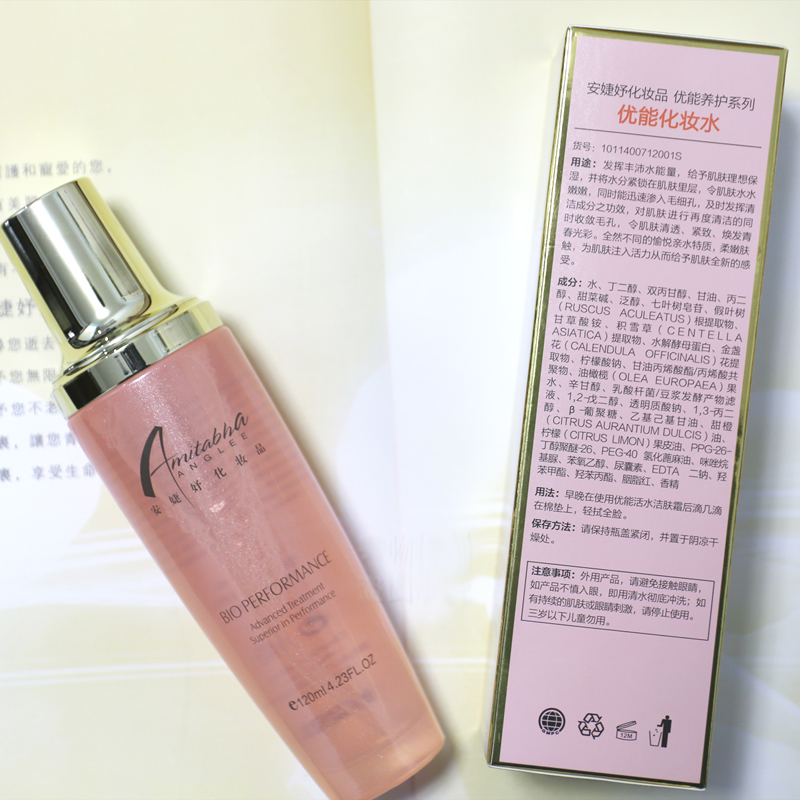 護和寵愛的您，
Amitabha
ANGLEE
安婕妤化妆品
BIO PERFORMANCE
Advanced Treatment
Superior in Performance
℮120ml 4.23FL.OZ
安婕妤化妆品 优能养护系列
优能化妆水
货号：1011400712001S
用途：发挥丰沛水能量，给予肌肤理想保
湿，并将水分紧锁在肌肤里层，令肌肤水水
嫩嫩，同时能迅速渗入毛细孔，及时发挥清
洁成分之功效，对肌肤进行再度清洁的同
时收敛毛孔，令肌肤清透、紧致、焕发青
春光彩。全然不同的愉悦亲水特质，柔嫩肤
触，为肌肤注入活力从而给予肌肤全新的感
受。
成分：水、丁二醇、双丙甘醇、甘油、丙二
醇、甜菜碱、泛醇、七叶树皂苷、假叶树
(RUSCUS ACULEATUS)根提取物、
甘草酸铵、积雪草(CENTELLA
ASIATICA)提取物、水解酵母蛋白、金盏
花(CALENDULA OFFICINALIS)花提
取物、柠檬酸钠、甘油丙烯酸酯/丙烯酸共
聚物、油橄榄(OLEA EUROPAEA)果
水、辛甘醇、乳酸杆菌/豆浆发酵产物滤
液、1,2-戊二醇、透明质酸钠、1,3-丙二
醇、β-葡聚糖、乙基己基甘油、甜橙
(CITRUS AURANTIUM DULCIS)油、
柠檬(CITRUS LIMON)果皮油、PPG-26-
丁醇聚醚-26、PEG-40 氢化蓖麻油、咪唑烷
基脲、苯氧乙醇、尿囊素、EDTA 二钠、羟
苯甲酯、羟苯丙酯、胭脂红、香精
用法：早晚在使用优能活水洁肤霜后滴几滴
在棉垫上，轻拭全脸。
保存方法：请保持瓶盖紧闭，并置于阴凉干
燥处。
注意事项：外用产品，请避免接触眼睛，
如产品不慎入眼，即用清水彻底冲洗；如
有持续的肌肤或眼睛刺激，请停止使用。
三岁以下儿童勿用。
GMPC
12M